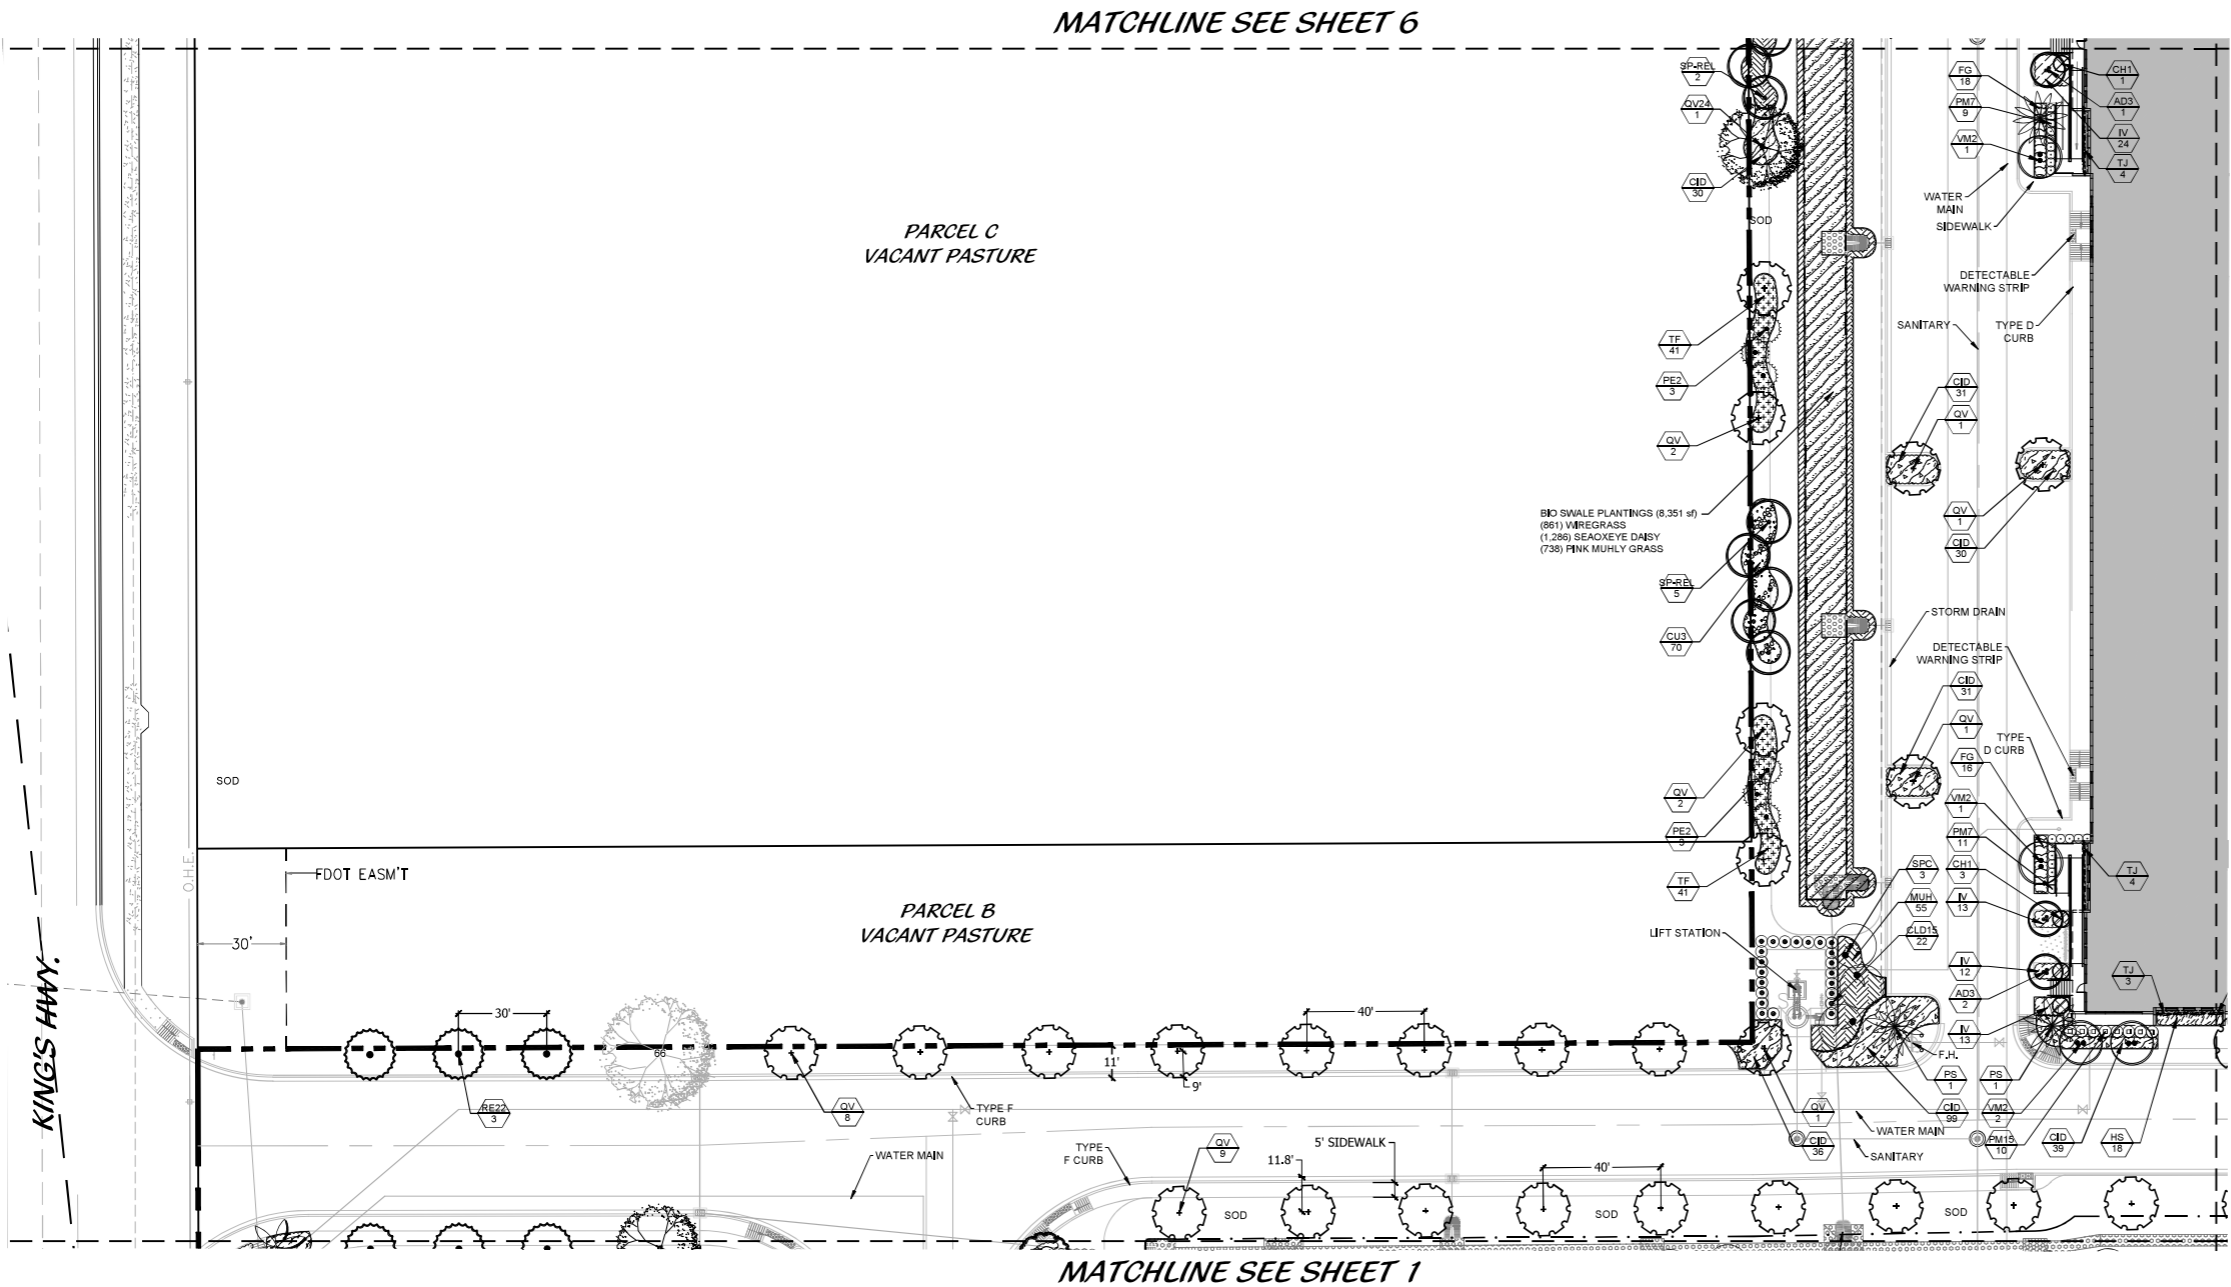 MATCHLINE SEE SHEET 6
SP-REL
2
QV24
1
CID
30
SOD
PARCEL C
VACANT PASTURE
FG
18
PM7
9
VM2
1
CH1
1
AD3
1
IV
24
TJ
4
WATER
MAIN
SIDEWALK
DETECTABLE
WARNING STRIP
SANITARY
TYPE D
CURB
TF
41
PE2
3
QV
2
CID
31
QV
1
BIO SWALE PLANTINGS (8,351 sf)
(861) WIREGRASS
(1,286) SEAOXEYE DAISY
(738) PINK MUHLY GRASS
QV
1
CID
30
SP-REL
5
CU3
70
STORM DRAIN
DETECTABLE
WARNING STRIP
CID
31
QV
1
TYPE
D CURB
FG
16
SOD
QV
2
PE2
3
TF
41
VM2
1
PM7
11
SPC
3
CH1
3
MUH
55
IV
13
CLD15
22
TJ
4
O.H.E.
FDOT EASM'T
PARCEL B
VACANT PASTURE
LIFT STATION
30'
IV
12
AD3
2
TJ
3
IV
13
KING'S HWY.
30'
66
40'
11'
9'
F.H.
PS
1
PS
1
RE22
3
TYPE F
CURB
QV
8
QV
1
CID
99
VM2
2
WATER MAIN
CID
36
SANITARY
PM15
10
CID
39
HS
18
WATER MAIN
TYPE
F CURB
QV
9
5' SIDEWALK
11.8'
40'
SOD
SOD
SOD
MATCHLINE SEE SHEET 1